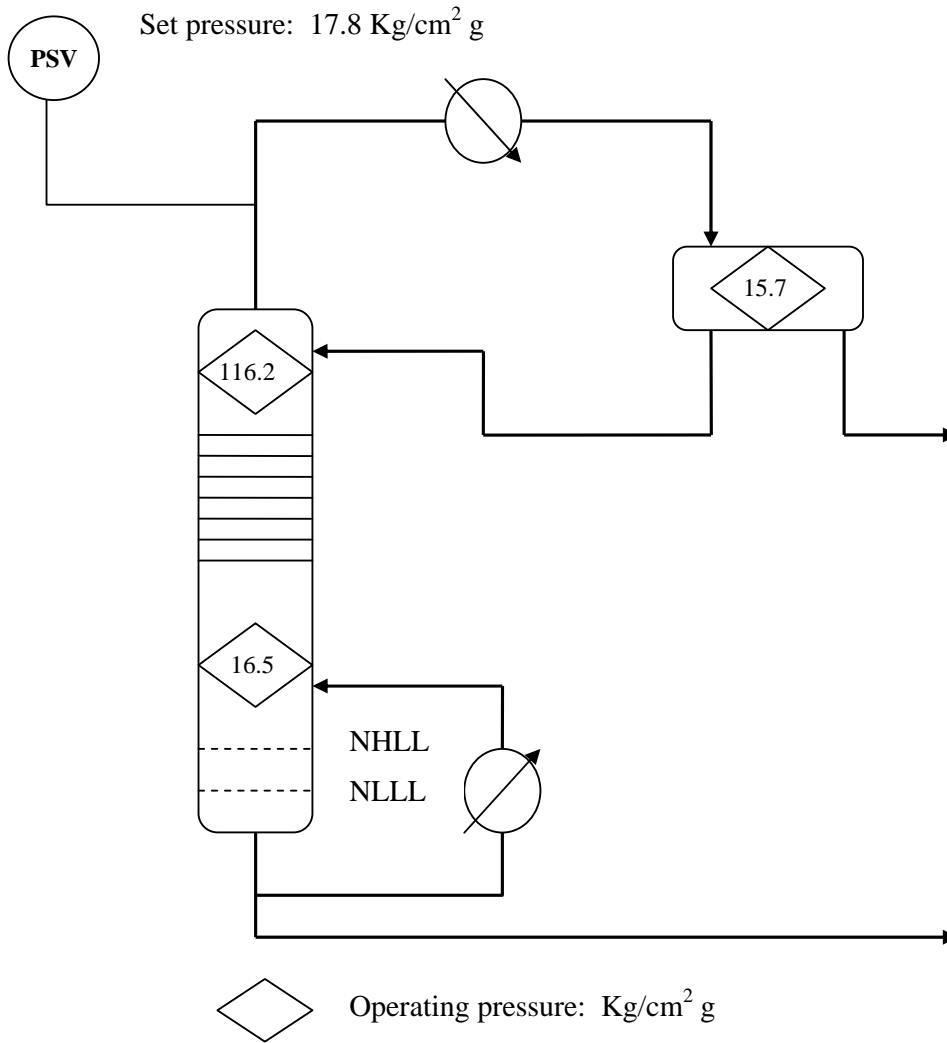 Set pressure: 17.8 Kg/cm² g
PSV
15.7
116.2
16.5
NHLL
NLLL
Operating pressure: Kg/cm² g